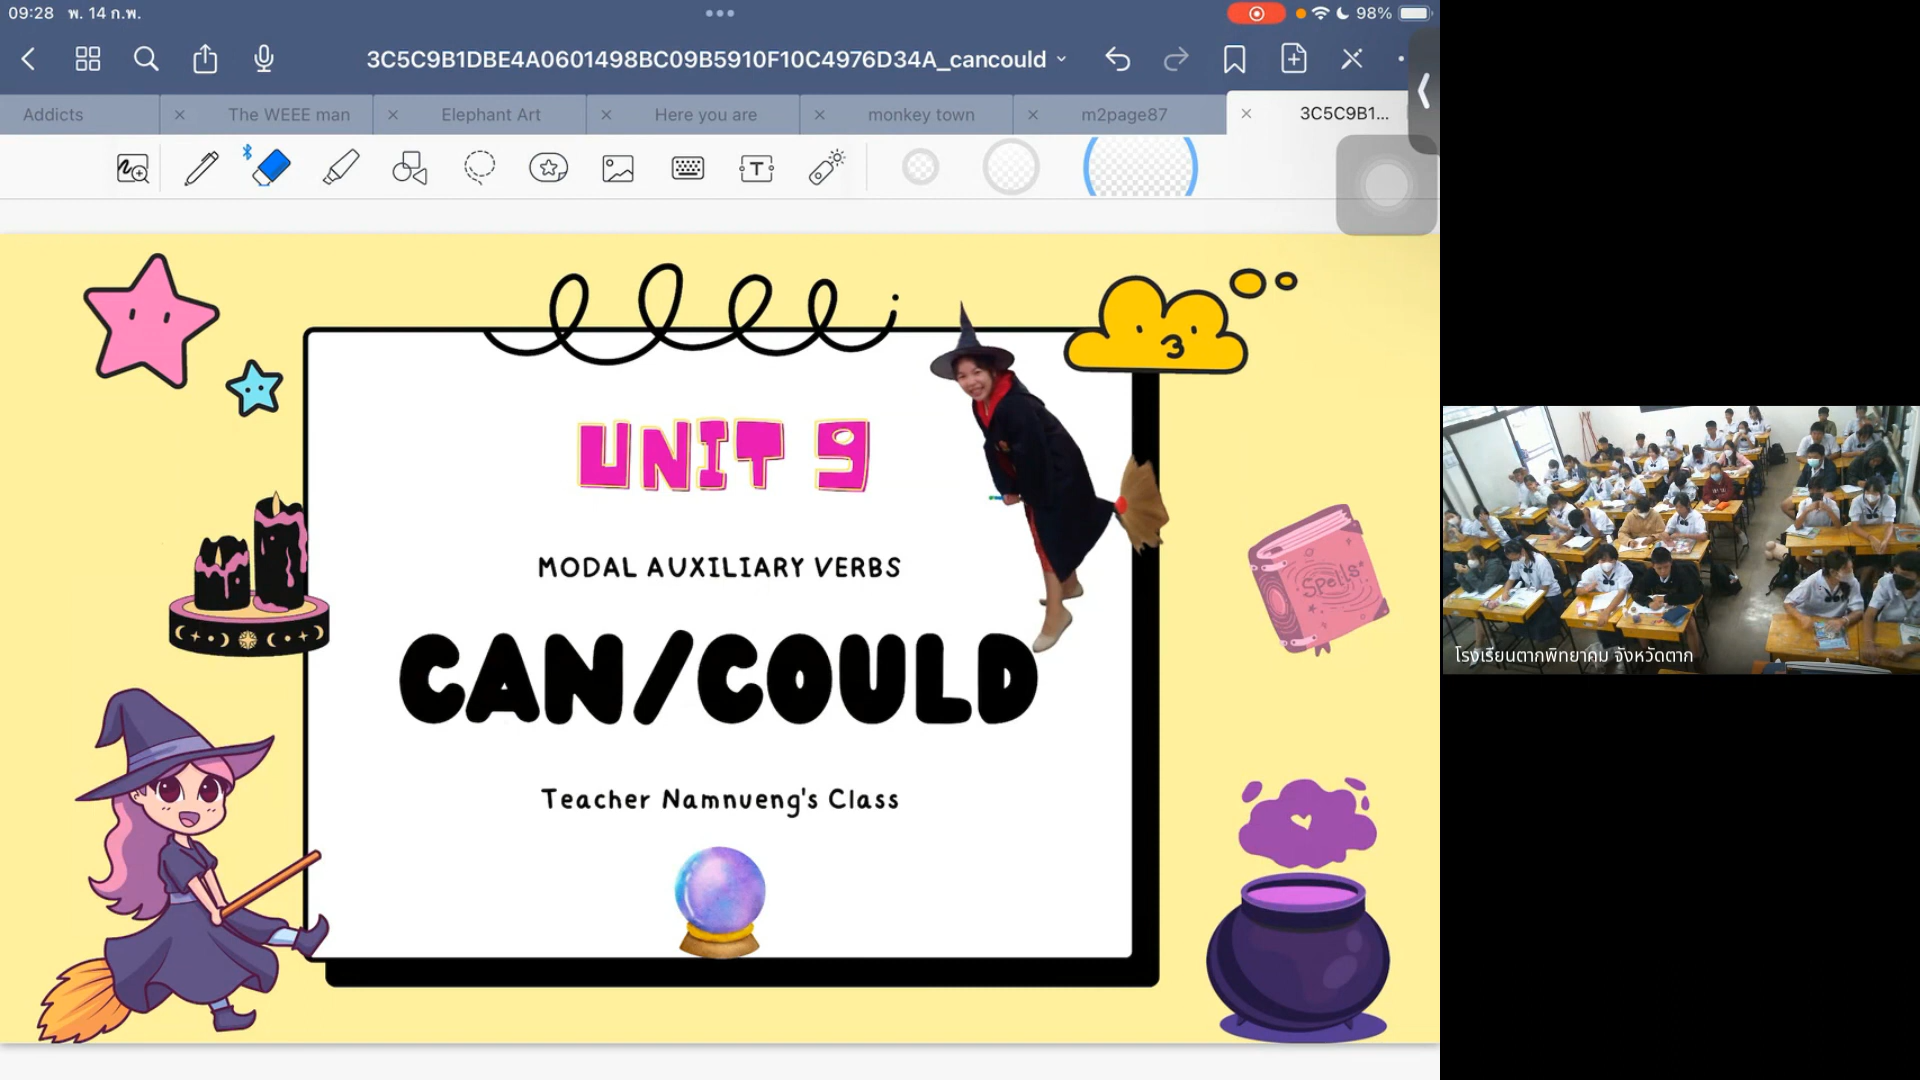 09:28 พ. 14 ก.พ.
98%
3C5C9B1DBE4A0601498BC09B5910F10C4976D34A_cancould
Addicts
The WEEE man
Elephant Art
Here you are
monkey town
m2page87
3C5C9B1...
T
UNIT 9
MODAL AUXILIARY VERBS
CAN/COULD
Teacher Namnueng's Class
Spells
โรงเรียนตากพิทยาคม จังหวัดตาก